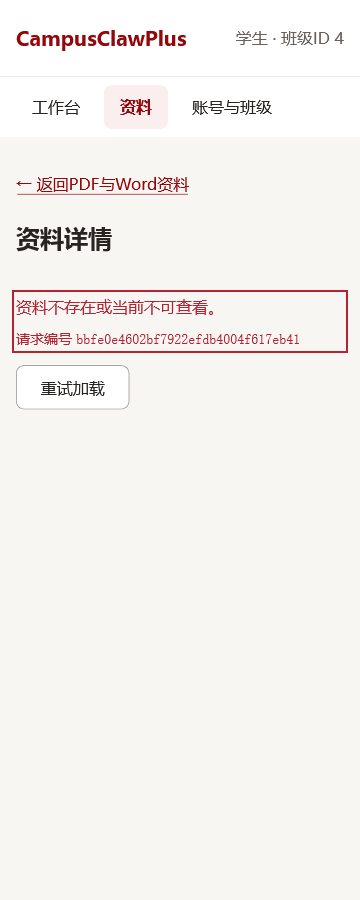 CampusClawPlus
学生 · 班级ID 4
工作台 资料 账号与班级
← 返回PDF与Word资料
资料详情
资料不存在或当前不可查看。
请求编号 bbfe0e4602bf7922efdb4004f617eb41
重试加载